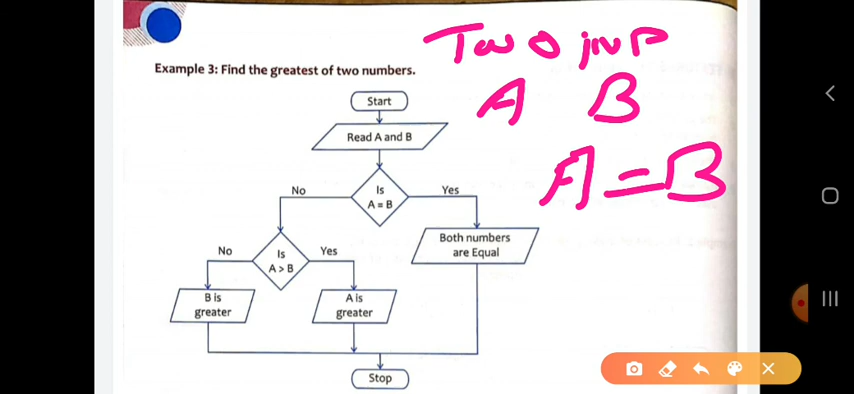 Two inp
Example 3: Find the greatest of two numbers.
A B
Start
Read A and B
A=B
Is
A = B
No
Yes
Both numbers
are Equal
Is
A > B
No
Yes
B is
greater
A is
greater
Stop